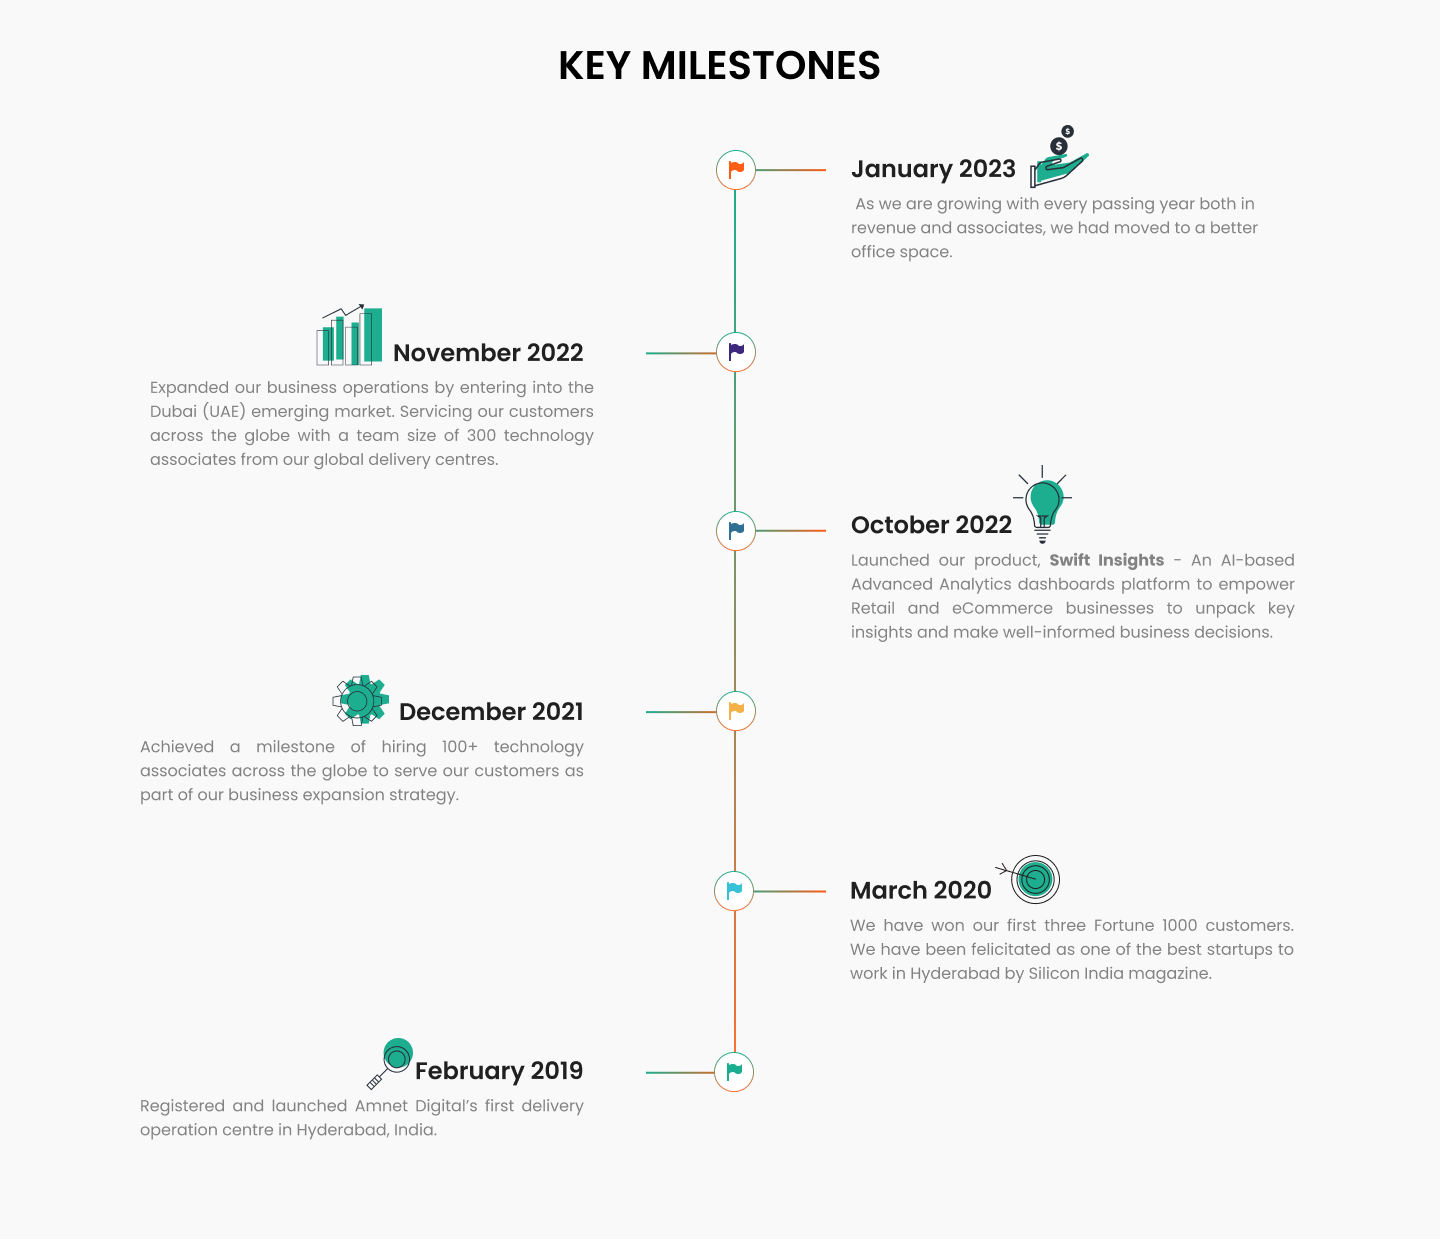 KEY MILESTONES
January 2023
As we are growing with every passing year both in
revenue and associates, we had moved to a better
office space.
November 2022
Expanded our business operations by entering into the
Dubai (UAE) emerging market. Servicing our customers
across the globe with a team size of 300 technology
associates from our global delivery centres.
October 2022
Launched our product, Swift Insights - An AI-based
Advanced Analytics dashboards platform to empower
Retail and eCommerce businesses to unpack key
insights and make well-informed business decisions.
December 2021
Achieved a milestone of hiring 100+ technology
associates across the globe to serve our customers as
part of our business expansion strategy.
March 2020
We have won our first three Fortune 1000 customers.
We have been felicitated as one of the best startups to
work in Hyderabad by Silicon India magazine.
February 2019
Registered and launched Amnet Digital’s first delivery
operation centre in Hyderabad, India.